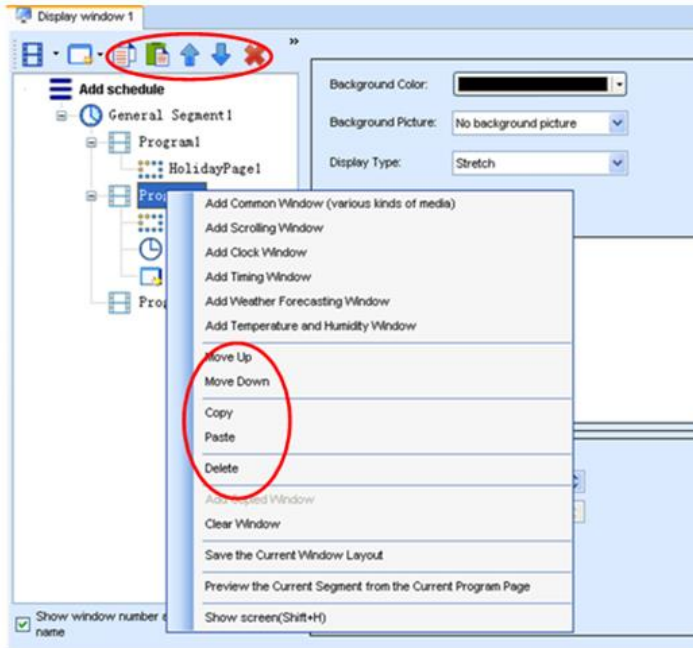 Display window 1
»
Add schedule
General Segment1
Program1
HolidayPage1
Background Color:
Background Picture:
No background picture
Display Type:
Stretch
Add Common Window (various kinds of media)
Add Scrolling Window
Add Clock Window
Add Timing Window
Add Weather Forecasting Window
Add Temperature and Humidity Window
Move Up
Move Down
Copy
Paste
Delete
Add Copied Window
Clear Window
Save the Current Window Layout
Preview the Current Segment from the Current Program Page
Show screen(Shift+H)
Show window number
name